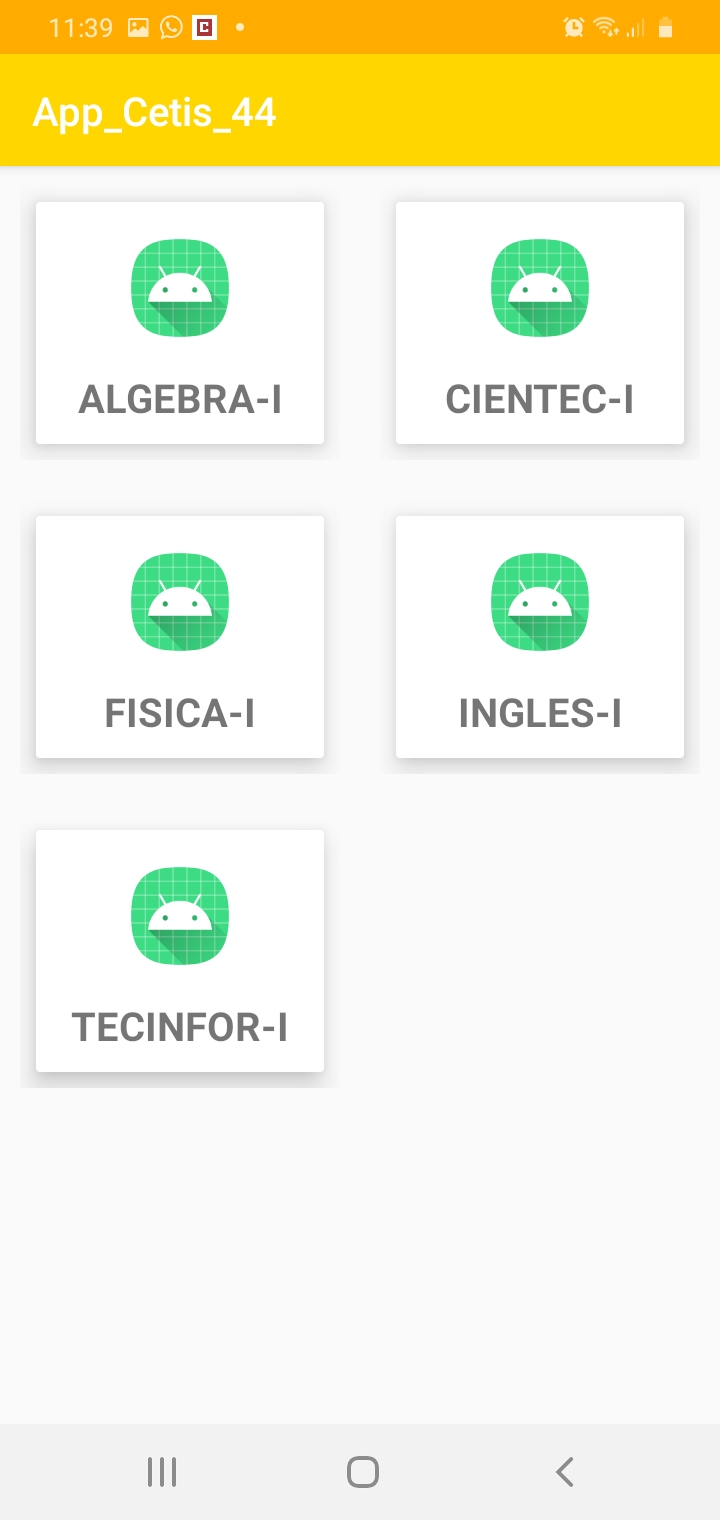 11:39
App_Cetis_44
ALGEBRA-I
CIENTEC-I
FISICA-I
INGLES-I
TECINFOR-I